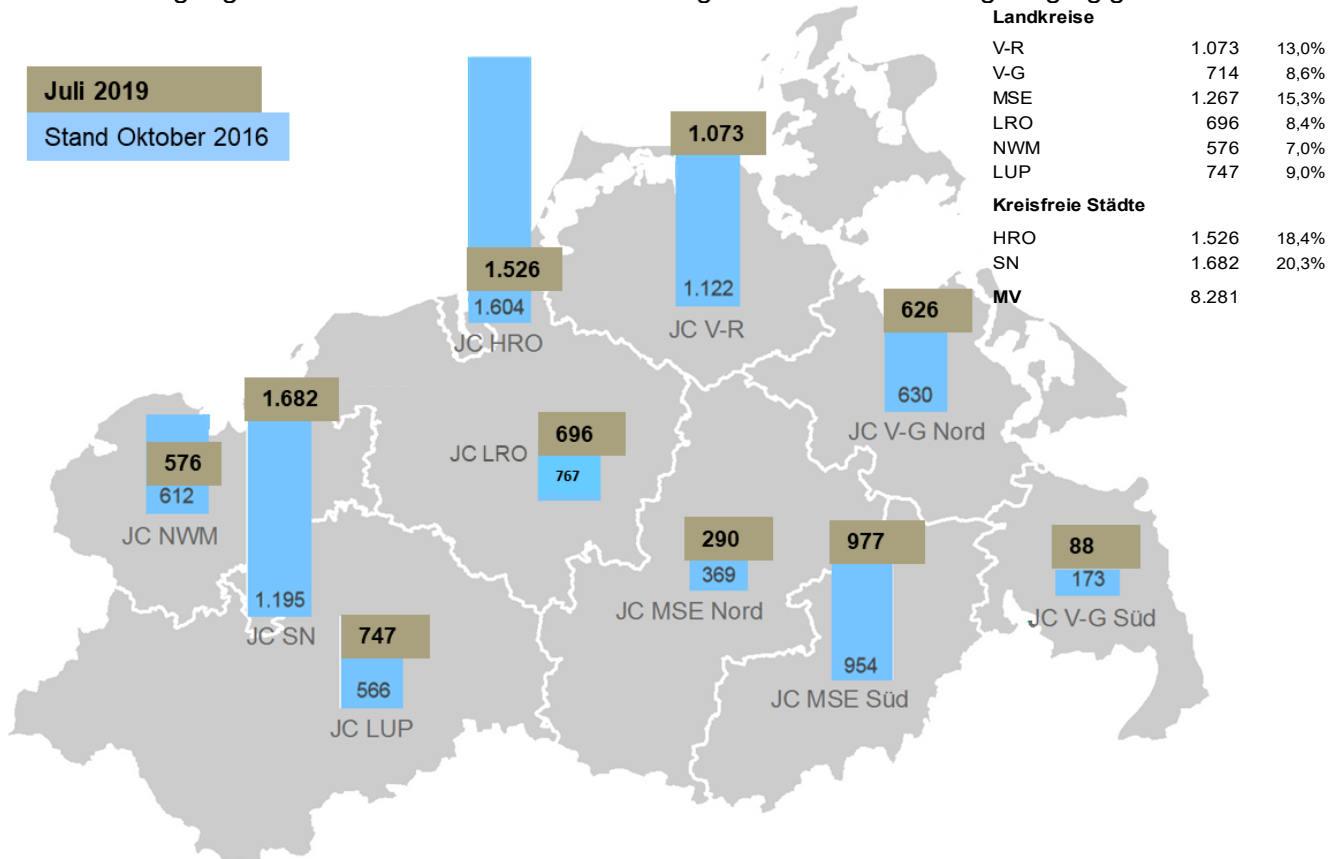 Landkreise
V-R 1.073 13,0%
V-G 714 8,6%
MSE 1.267 15,3%
LRO 696 8,4%
NWM 576 7,0%
LUP 747 9,0%
Kreisfreie Städte
HRO 1.526 18,4%
SN 1.682 20,3%
MV 8.281
Juli 2019
Stand Oktober 2016
1.073
1.122
JC V-R
1.526
1.604
JC HRO
626
630
JC V-G Nord
1.682
1.195
JC SN
576
612
JC NWM
696
767
JC LRO
290
369
JC MSE Nord
977
954
JC MSE Süd
88
173
JC V-G Süd
747
566
JC LUP